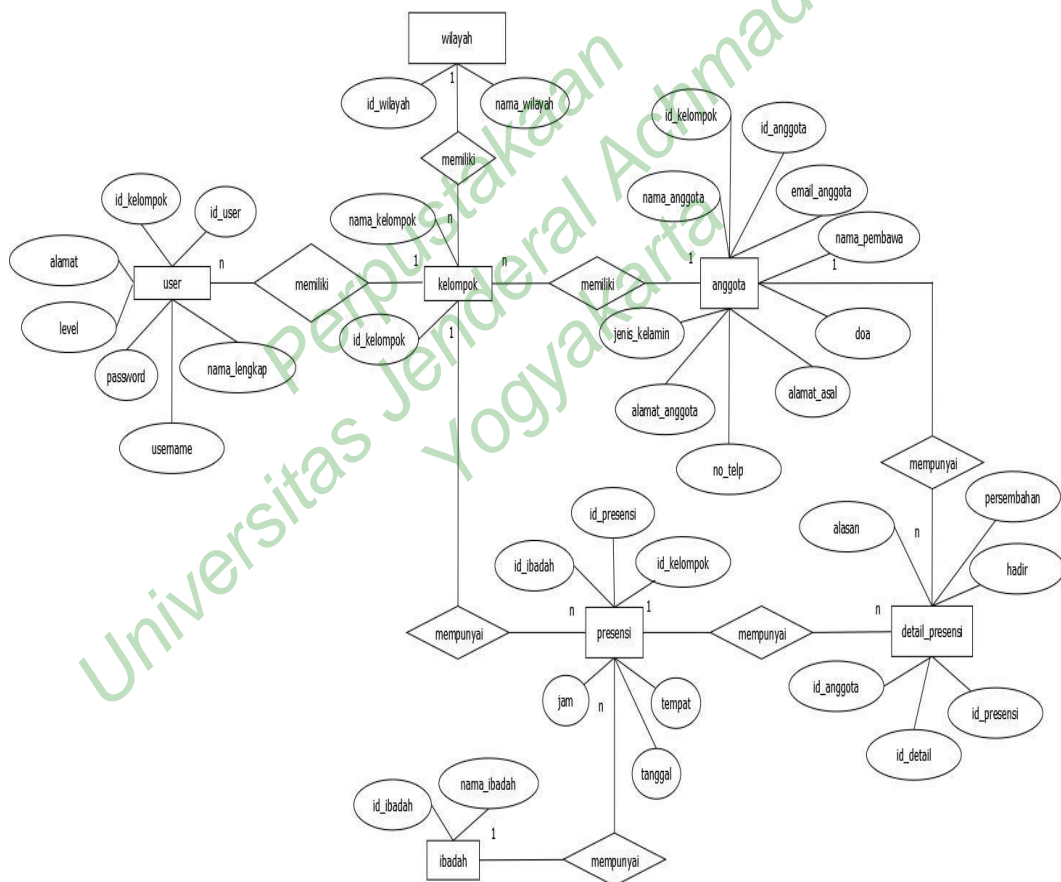 wilayah
1
id_wilayah
nama_wilayah
memiliki
n
id_kelompok
id_anggota
nama_anggota
email_anggota
nama_pembawa
1
id_kelompok
id_user
nama_kelompok
alamat
n
memiliki
1
n
memiliki
1
user
kelompok
anggota
level
password
nama_lengkap
username
id_kelompok
1
jenis_kelamin
doa
alamat_anggota
alamat_asal
no_telp
mempunyai
id_presensi
id_ibadah
id_kelompok
alasan
n
persembahan
hadir
mempunyai
n
1
presensi
mempunyai
n
detail_presensi
jam
n
tempat
tanggal
id_anggota
id_presensi
id_detail
id_ibadah
nama_ibadah
1
ibadah
mempunyai
Perpustakaan
Universitas Jenderal Achmad
Yogyakarta